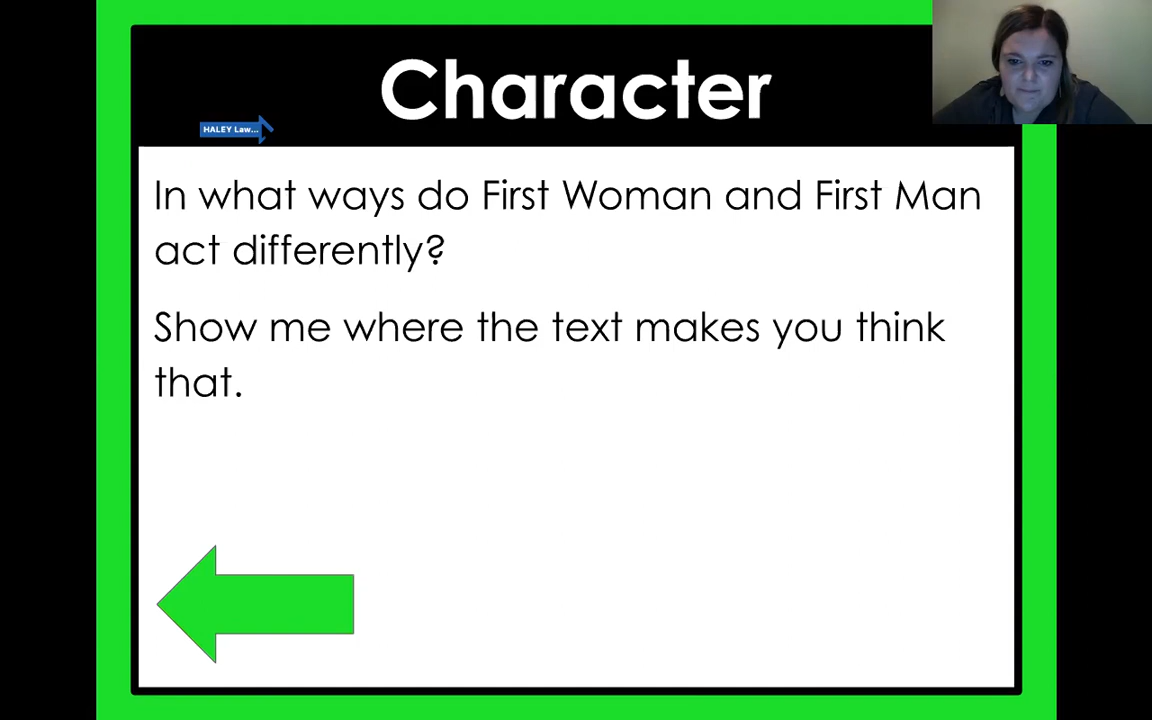 Character
HALEY Law...
In what ways do First Woman and First Man
act differently?
Show me where the text makes you think
that.